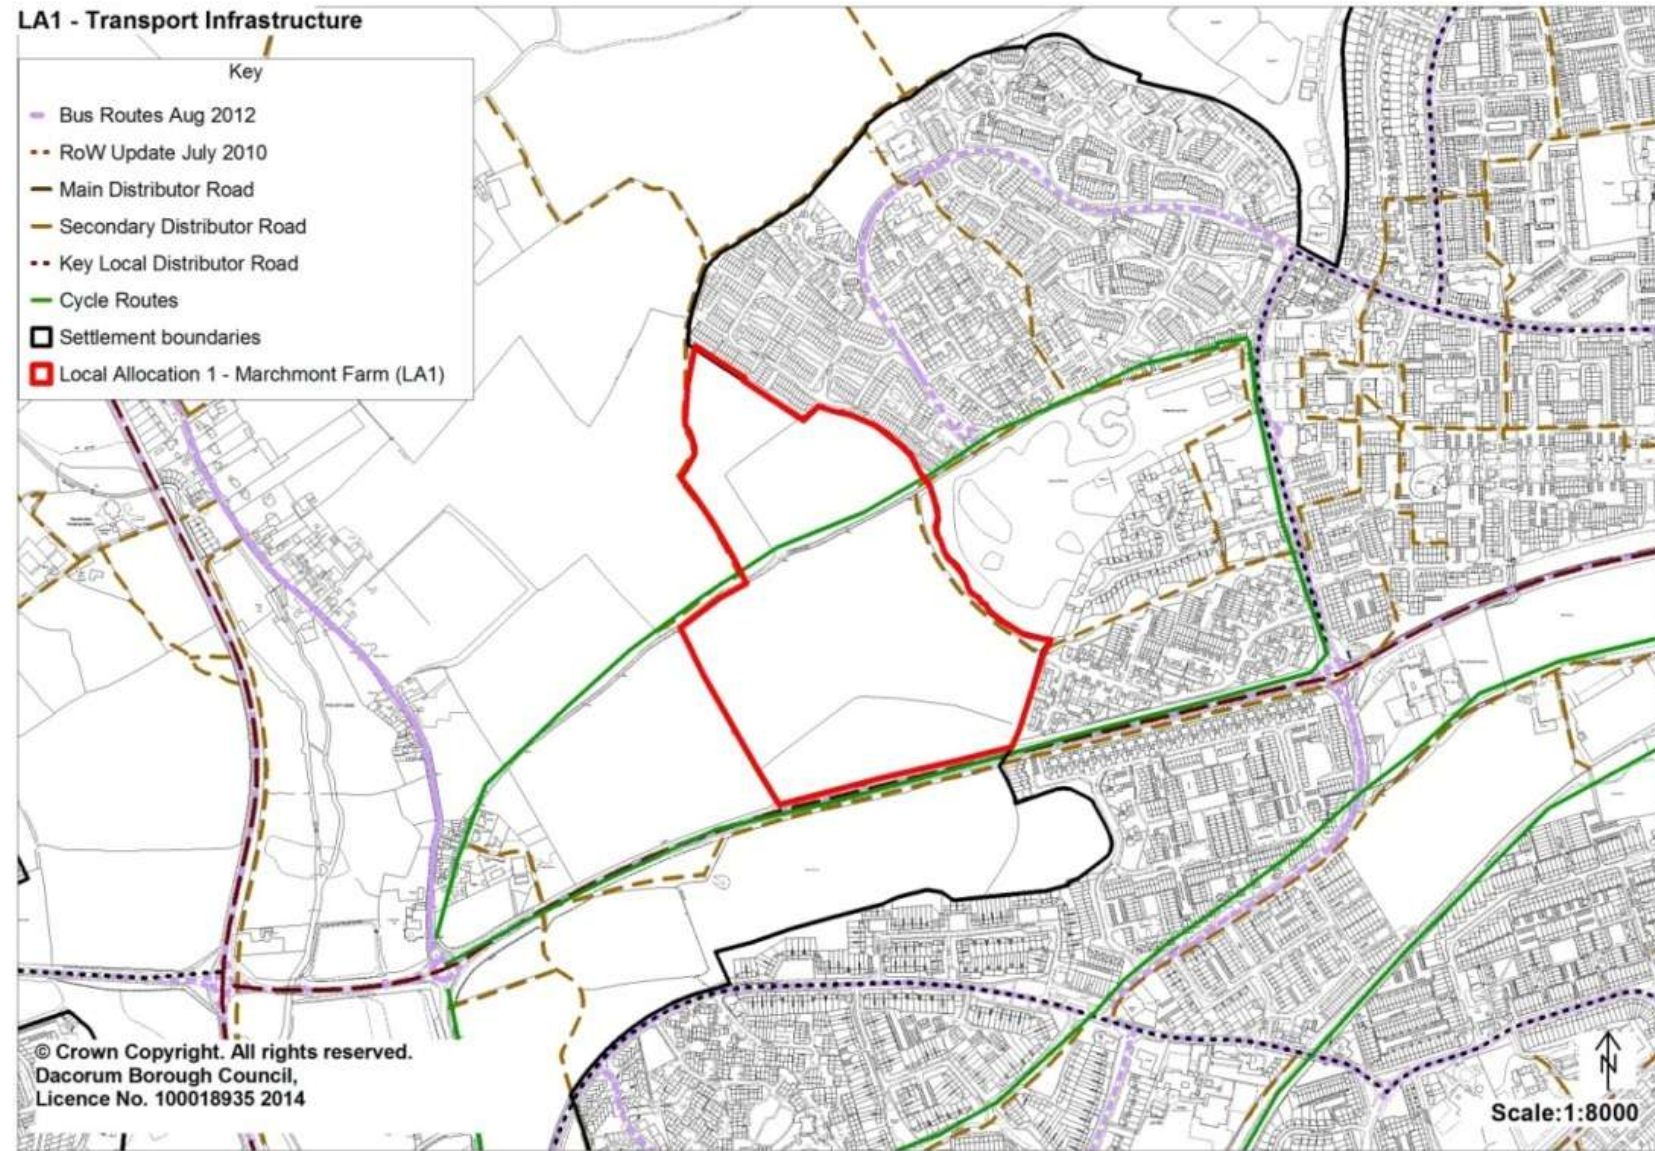 LA1 - Transport Infrastructure
Key
Bus Routes Aug 2012
RoW Update July 2010
Main Distributor Road
Secondary Distributor Road
Key Local Distributor Road
Cycle Routes
Settlement boundaries
Local Allocation 1 - Marchmont Farm (LA1)
© Crown Copyright. All rights reserved.
Dacorum Borough Council,
Licence No. 100018935 2014
N
Scale:1:8000